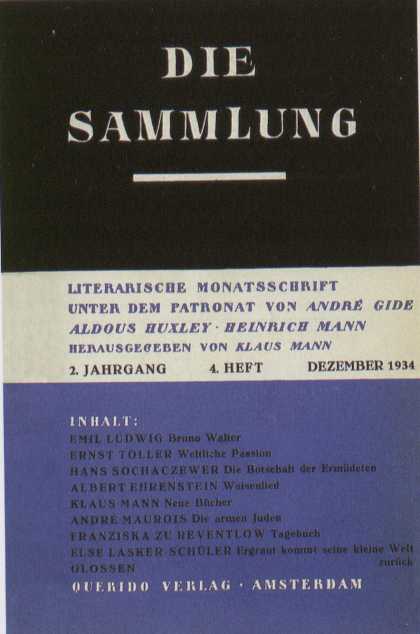 DIE
SAMMLUNG
LITERARISCHE MONATSSCHRIFT
UNTER DEM PATRONAT VON ANDRÉ GIDE
ALDOUS HUXLEY · HEINRICH MANN
HERAUSGEGEBEN VON KLAUS MANN
2. JAHRGANG 4. HEFT DEZEMBER 1934
INHALT:
EMIL LUDWIG Bruno Walter
ERNST TOLLER Weltliche Passion
HANS SOCHACZEWER Die Botschaft der Ermüdeten
ALBERT EHRENSTEIN Waisenlied
KLAUS MANN Neue Bücher
ANDRÉ MAUROIS Die armen Juden
FRANZISKA ZU REVENTLOW Tagebuch
ELSE LASKER-SCHÜLER Ergraut kommt seine kleine Welt
zurück
GLOSSEN
QUERIDO VERLAG · AMSTERDAM